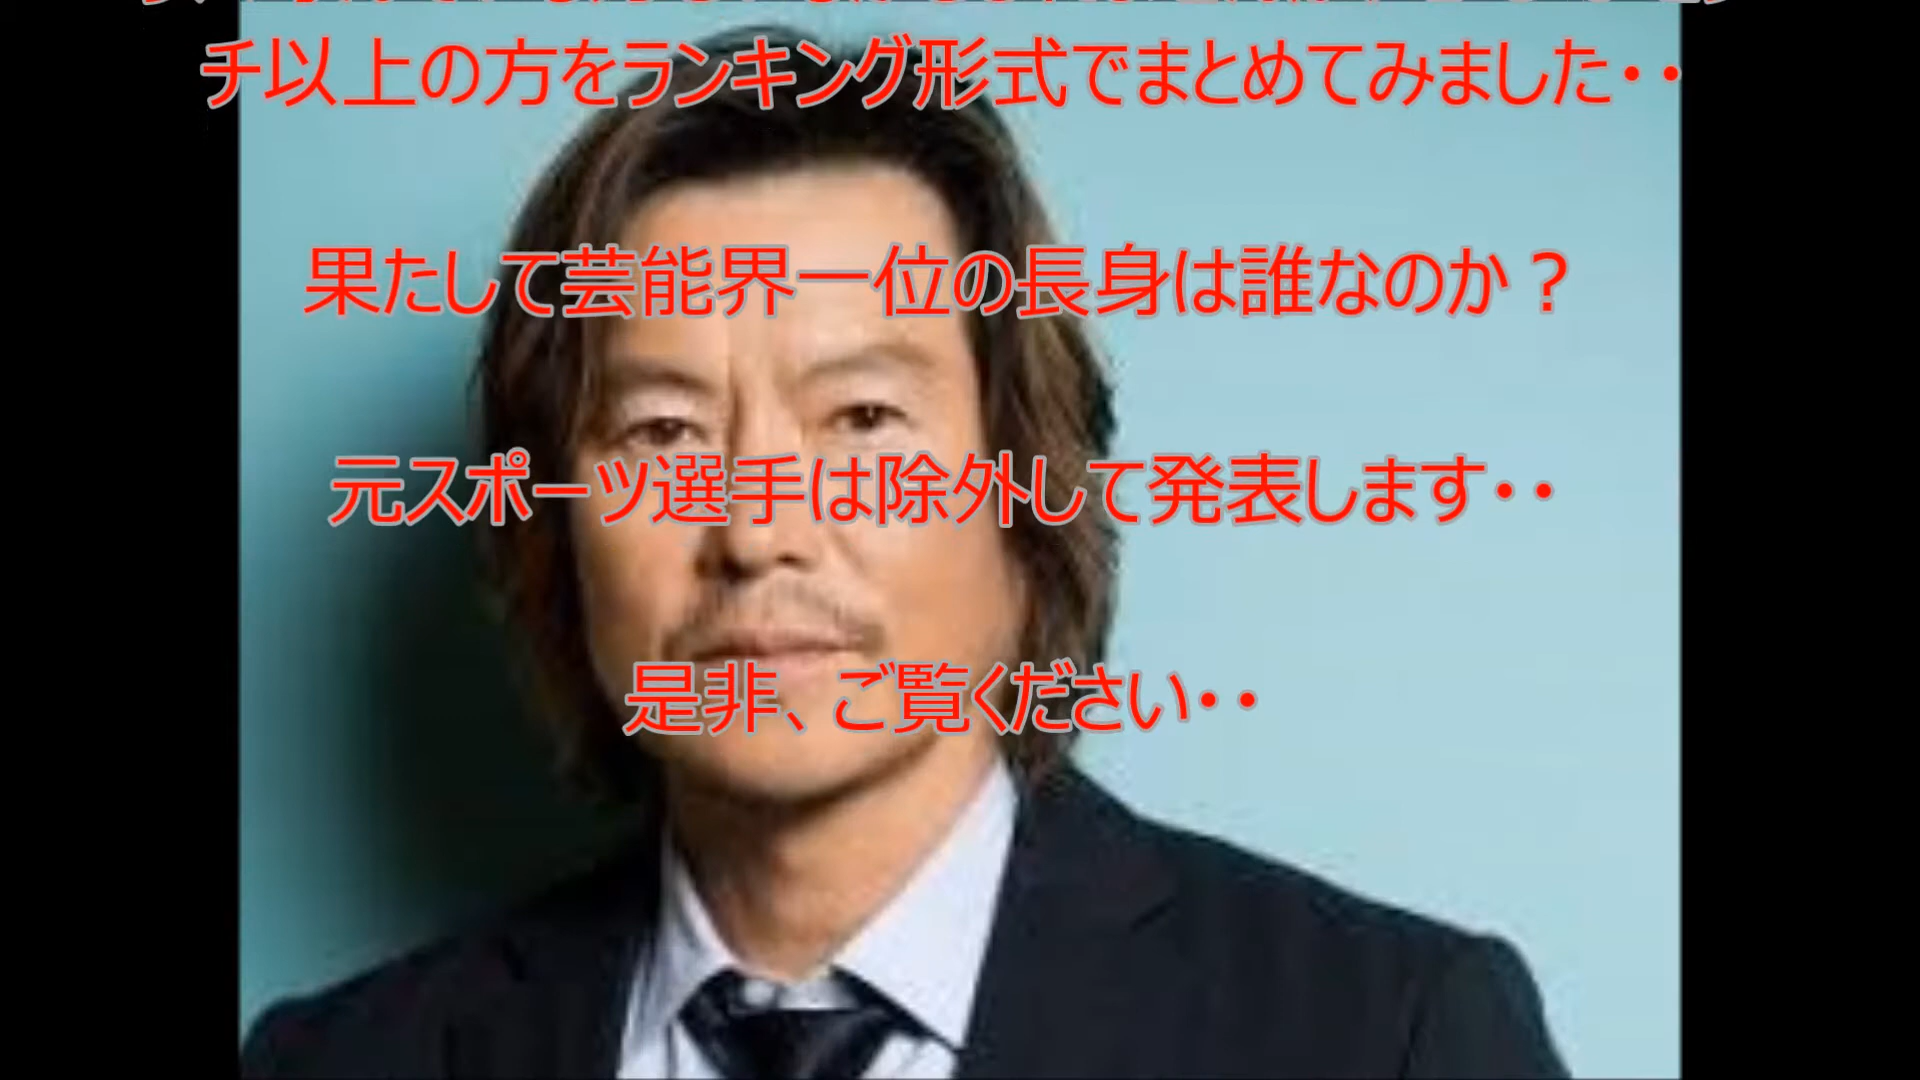 チ以上の方をランキング形式でまとめてみました・・
果たして芸能界一位の長身は誰なのか？
元スポーツ選手は除外して発表します・・
是非、ご覧ください・・